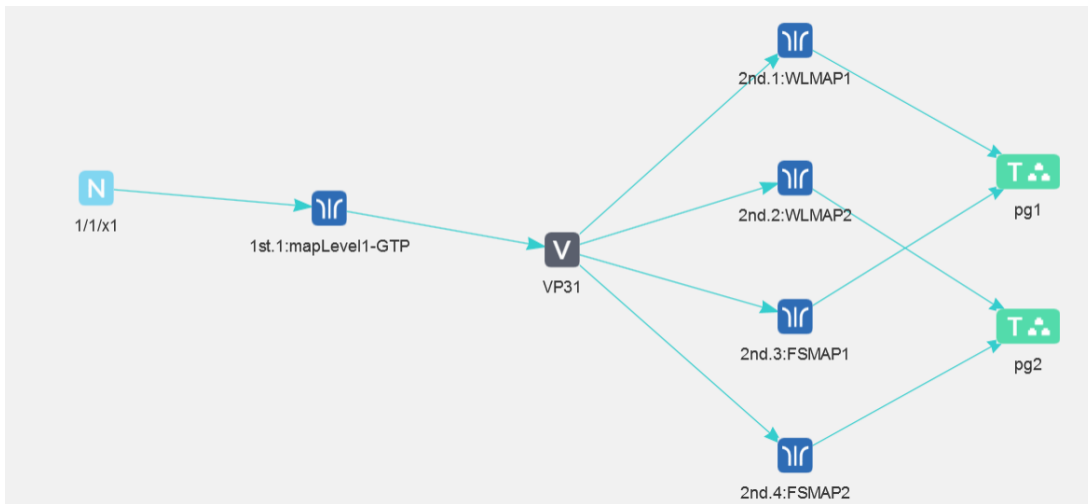 N
1/1/x1
1st.1:mapLevel1-GTP
V
VP31
2nd.1:WLMAP1
2nd.2:WLMAP2
2nd.3:FSMAP1
2nd.4:FSMAP2
T
pg1
T
pg2